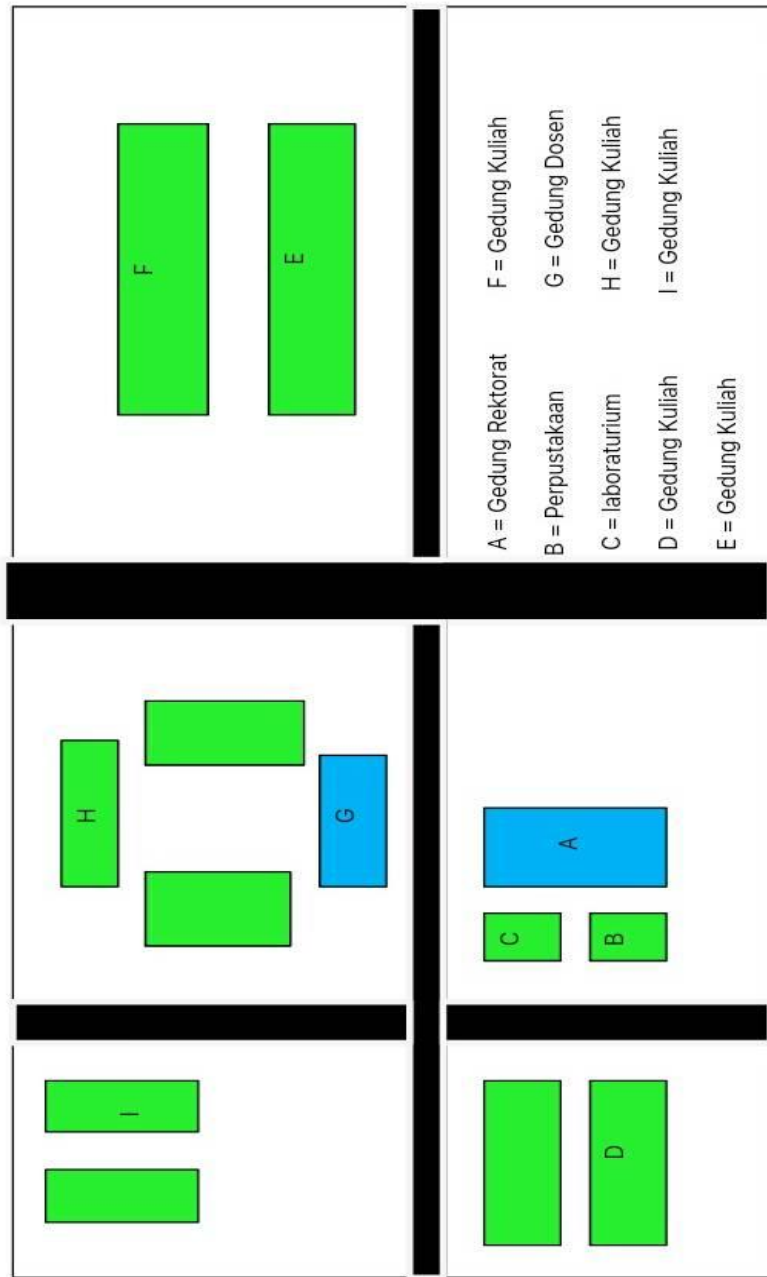 H
I
F
E
G
C
A
D
B
A = Gedung Rektorat
B = Perpustakaan
C = laboraturium
D = Gedung Kuliah
E = Gedung Kuliah
F = Gedung Kuliah
G = Gedung Dosen
H = Gedung Kuliah
I = Gedung Kuliah